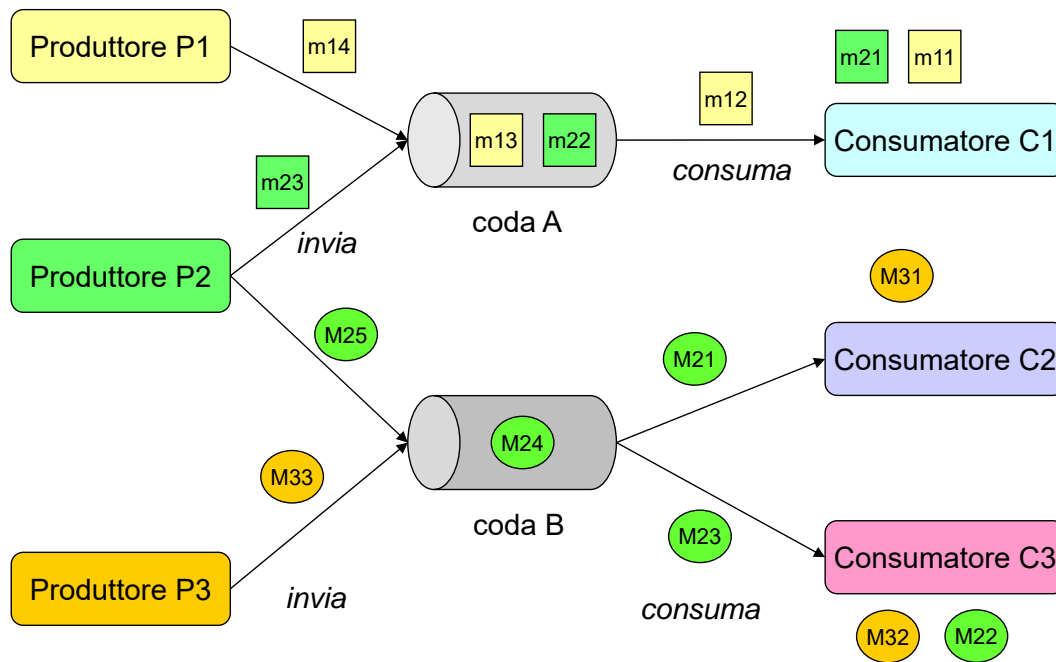 Produttore P1
m14
m21
m11
m12
m13
m22
Consumatore C1
consuma
m23
coda A
invia
Produttore P2
M31
M25
M21
Consumatore C2
M24
M33
coda B
M23
Produttore P3
invia
consuma
Consumatore C3
M32
M22